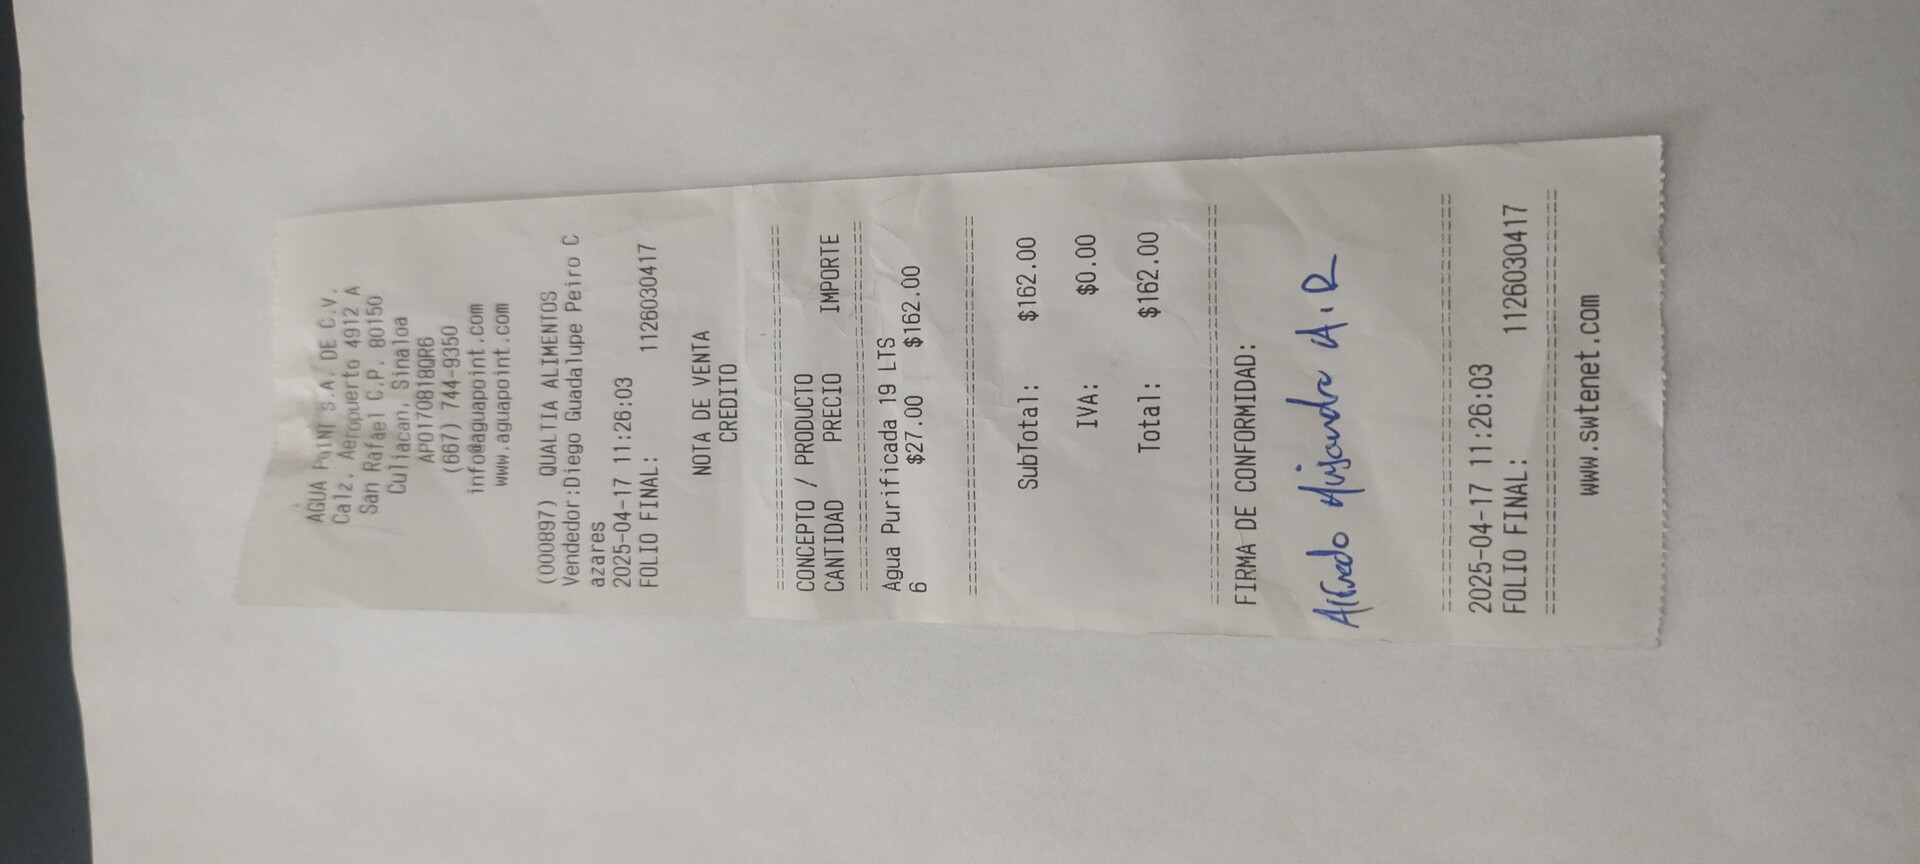 AGUA POINT S.A. DE C.V.
Calz. Aeropuerto 4912 A
San Rafael C.P. 80150
Culiacan, Sinaloa
APO170818QR6
(667) 744-9350
info@aguapoint.com
www.aguapoint.com
(000897) QUALTIA ALIMENTOS
Vendedor:Diego Guadalupe Peiro C
azares
2025-04-17 11:26:03
FOLIO FINAL: 1126030417
NOTA DE VENTA
CREDITO
================================
CONCEPTO / PRODUCTO
CANTIDAD PRECIO IMPORTE
================================
Agua Purificada 19 LTS
6 $27.00 $162.00
================================
SubTotal: $162.00
IVA: $0.00
Total: $162.00
================================
FIRMA DE CONFORMIDAD:
Alfredo A.R
================================
2025-04-17 11:26:03
FOLIO FINAL: 1126030417
================================
www.swtenet.com